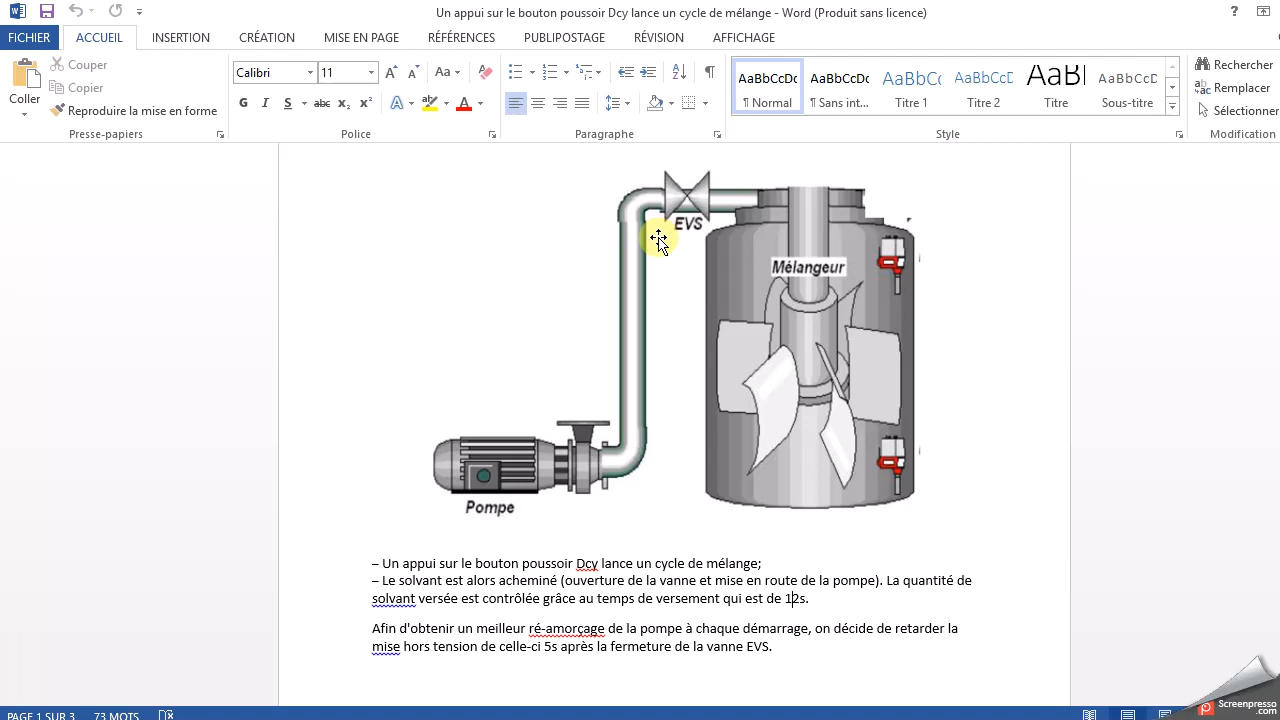 Un appui sur le bouton poussoir Dcy lance un cycle de mélange - Word (Produit sans licence)
FICHIER ACCUEIL INSERTION CRÉATION MISE EN PAGE RÉFÉRENCES PUBLIPOSTAGE RÉVISION AFFICHAGE
Coller
Couper
Copier
Reproduire la mise en forme
Presse-papiers
Calibri 11
G I S abc x₂ x²
Police
Paragraphe
AaBbCcDc AaBbCcDc AaBbCc AaBbCcD AaBl AaBbCcD
¶ Normal ¶ Sans int... Titre 1 Titre 2 Titre Sous-titre
Style
Rechercher
Remplacer
Sélectionner
Modification
EVS
Mélangeur
Pompe
– Un appui sur le bouton poussoir Dcy lance un cycle de mélange;
– Le solvant est alors acheminé (ouverture de la vanne et mise en route de la pompe). La quantité de
solvant versée est contrôlée grâce au temps de versement qui est de 12s.
Afin d'obtenir un meilleur ré-amorçage de la pompe à chaque démarrage, on décide de retarder la
mise hors tension de celle-ci 5s après la fermeture de la vanne EVS.
PAGE 1 SUR 3 73 MOTS
Screenpresso
.com